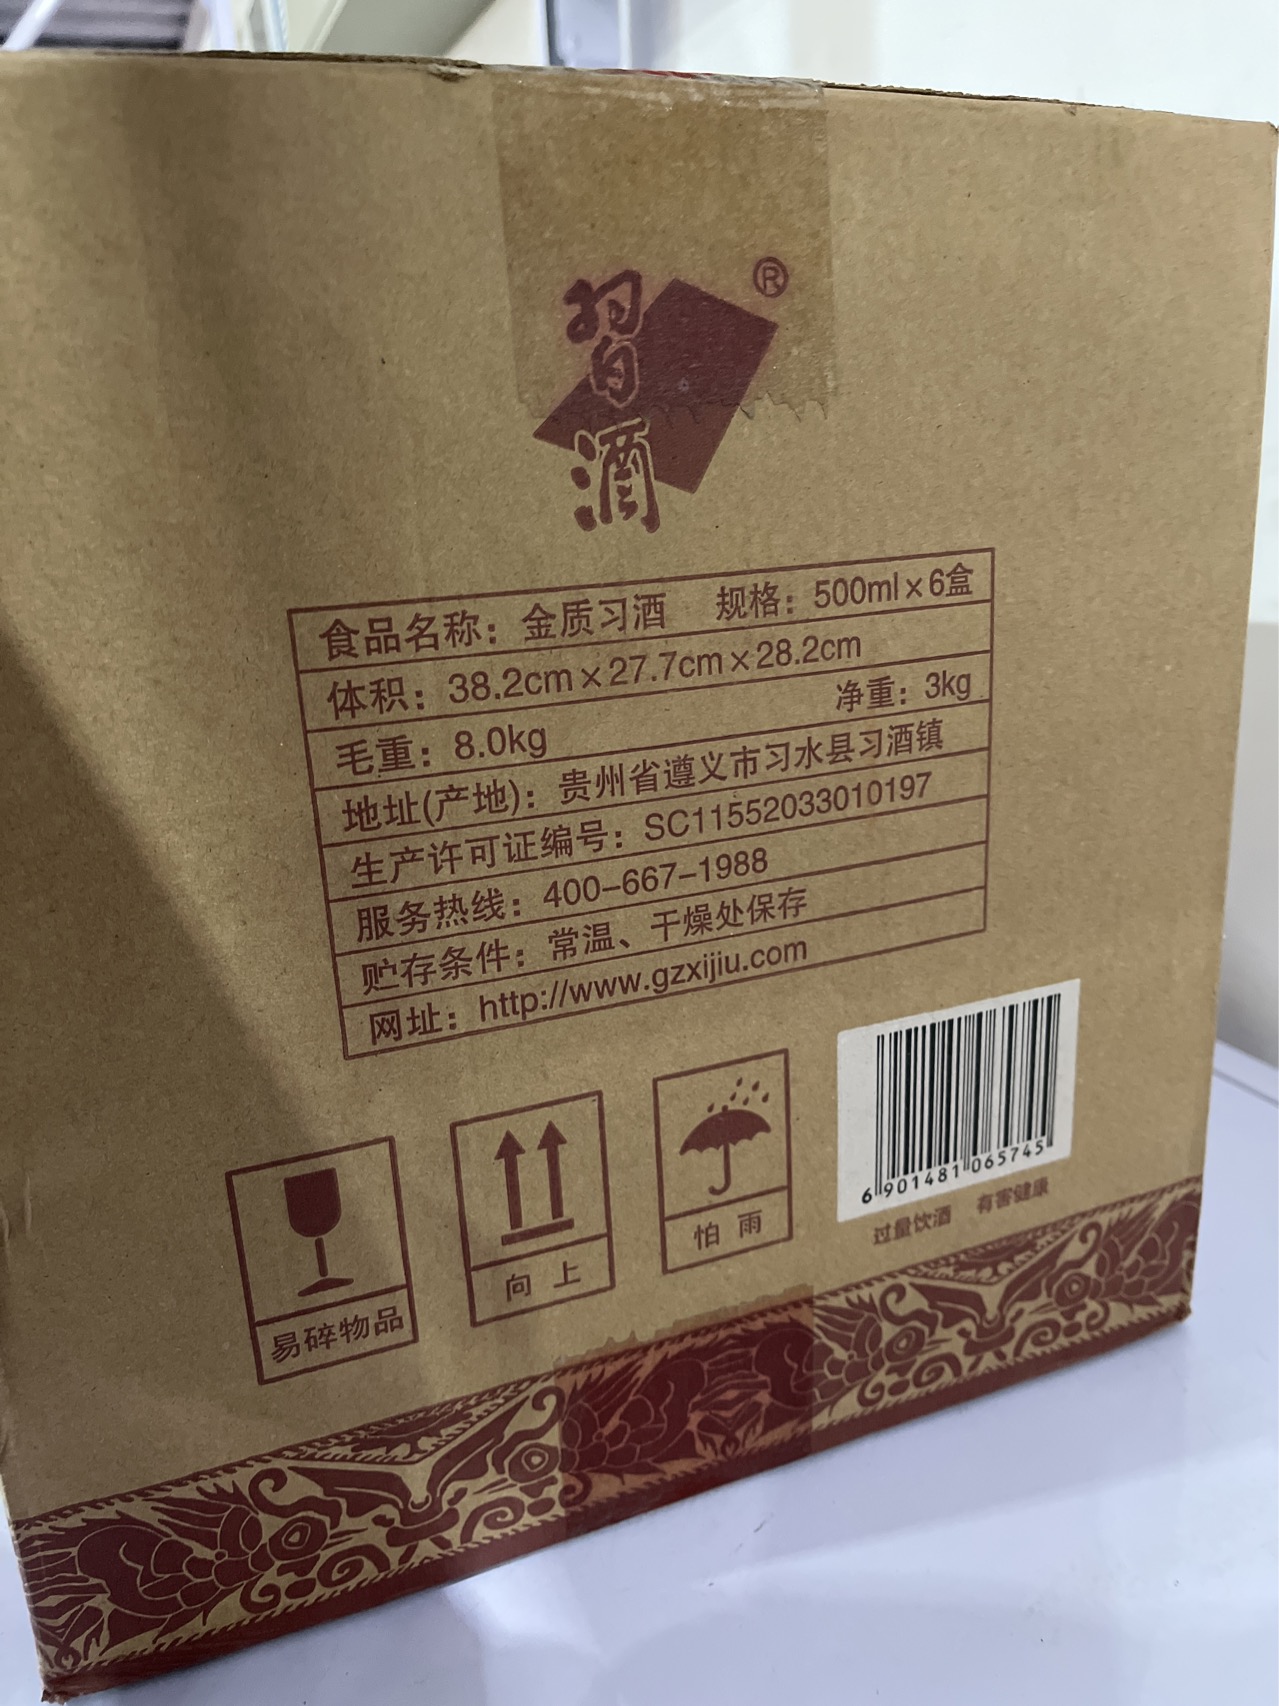 習酒®
食品名称：金质习酒 规格：500ml×6盒
体积：38.2cm×27.7cm×28.2cm
毛重：8.0kg 净重：3kg
地址(产地)：贵州省遵义市习水县习酒镇
生产许可证编号：SC11552033010197
服务热线：400-667-1988
贮存条件：常温、干燥处保存
网址：http://www.gzxijiu.com
易碎物品
向上
怕雨
6 901481 065745
过量饮酒 有害健康